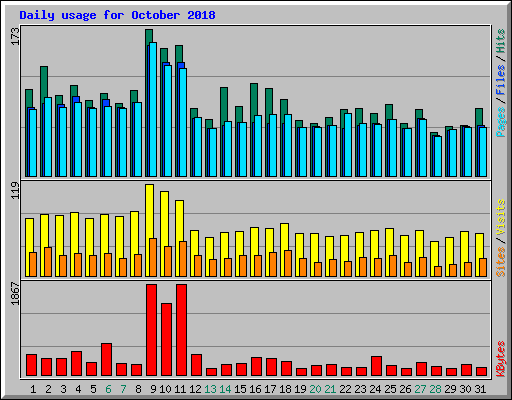 Daily usage for October 2018
173
Pages / Files / Hits
119
Sites / Visits
1867
KBytes
1 2 3 4 5 6 7 8 9 10 11 12 13 14 15 16 17 18 19 20 21 22 23 24 25 26 27 28 29 30 31